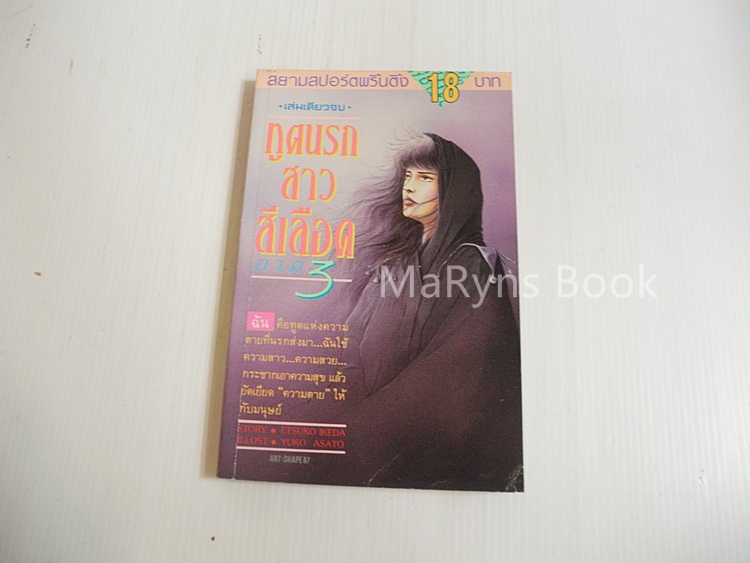 สยามสปอร์ตพริ้นติ้ง 18 บาท
•เล่มเดียวจบ•
ทูตนรก
สาว
สีเลือด
ภาค 3
ฉัน คือทูตแห่งความ
ตายที่นรกส่งมา...ฉันใช้
ความสาว...ความสวย...
กระชากเอาความสุข แล้ว
ยัดเยียด "ความตาย" ให้
กับมนุษย์
STORY • ETSUKO IKEDA
ILLUST • YUKO ASATO
ART:SHAPE 87
MaRyns Book